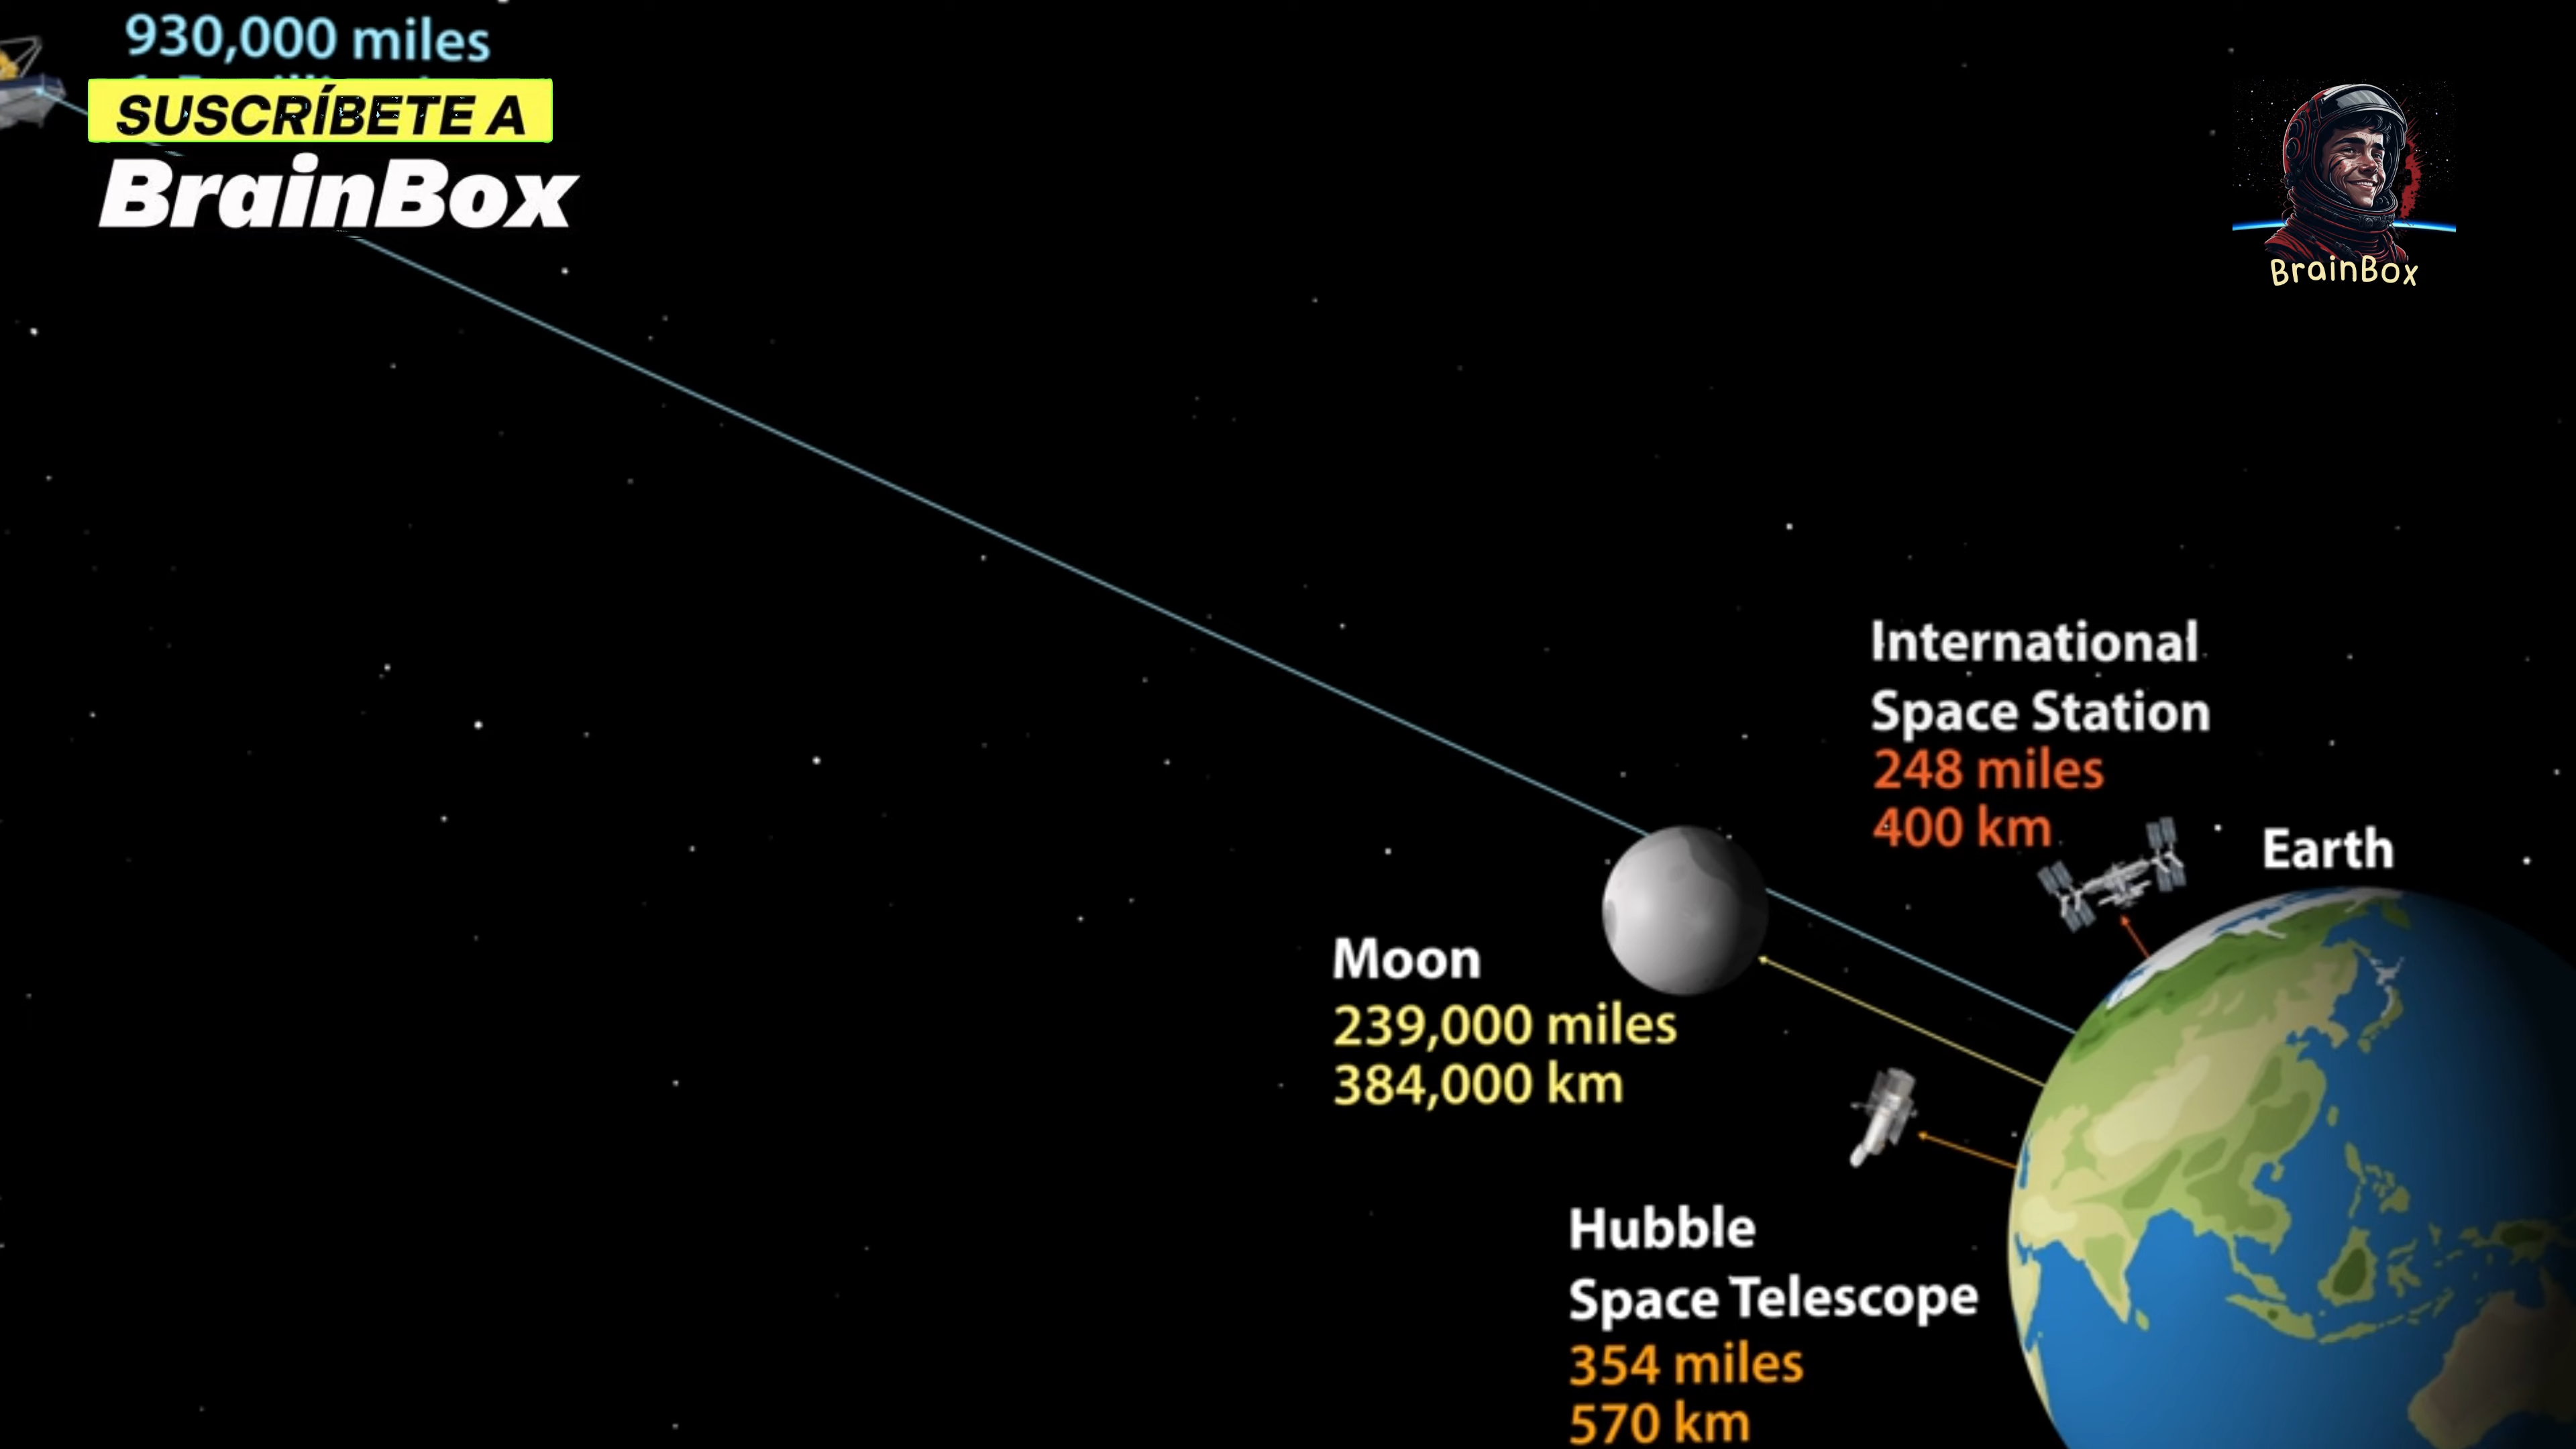 930,000 miles
SUSCRÍBETE A
BrainBox
BrainBox
International
Space Station
248 miles
400 km
Earth
Moon
239,000 miles
384,000 km
Hubble
Space Telescope
354 miles
570 km